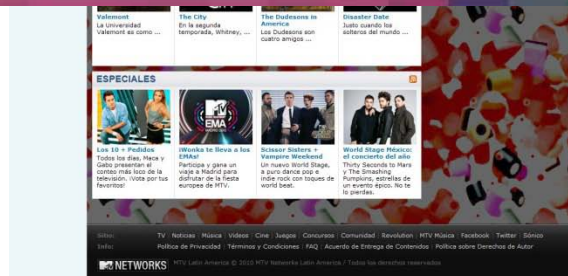 Valemont
La Universidad
Valemont es como ...
The City
En la segunda
temporada, Whitney, ...
The Dudesons in
America
Los Dudesons son
cuatro amigos ...
Disaster Date
Justo cuando los
solteros del mundo ...
ESPECIALES
Los 10 + Pedidos
Todos los días, Maca y
Gabo presentan el
conteo más loco de la
televisión. ¡Vota por tus
favoritos!
EMA
¡Wonka te lleva a los
EMAs!
Participa y gana un
viaje a Madrid para
disfrutar de la fiesta
europea de MTV.
Scissor Sisters +
Vampire Weekend
Un nuevo World Stage,
a puro dance pop e
indie rock con toques de
world beat.
World Stage México:
el concierto del año
Thirty Seconds to Mars
y The Smashing
Pumpkins, estrellas de
un evento épico. No te
lo pierdas.
Sitio: TV | Noticias | Música | Videos | Cine | Juegos | Concursos | Comunidad | Revolution | MTV Música | Facebook | Twitter | Sónico
Info: Política de Privacidad | Términos y Condiciones | FAQ | Acuerdo de Entrega de Contenidos | Política sobre Derechos de Autor
MTV NETWORKS MTV Latin America © 2010 MTV Networks Latin America / Todos los derechos reservados